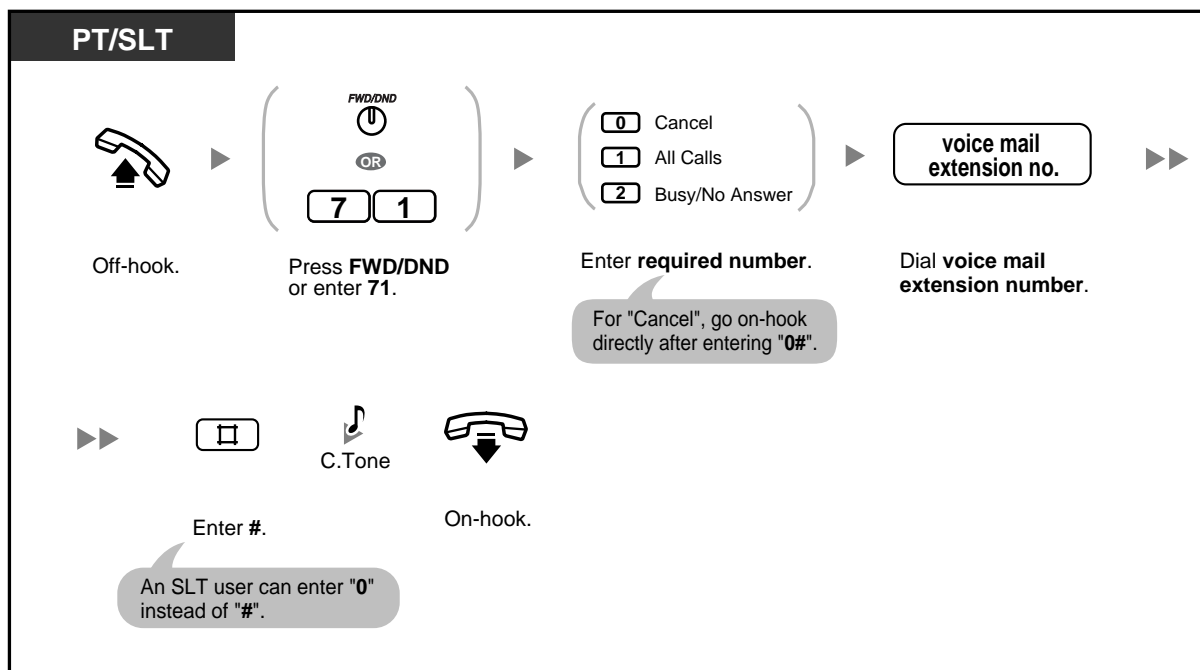 PT/SLT
FWD/DND
OR
7 1
0 Cancel
1 All Calls
2 Busy/No Answer
voice mail
extension no.
Off-hook.
Press FWD/DND
or enter 71.
Enter required number.
For "Cancel", go on-hook
directly after entering "0#".
Dial voice mail
extension number.
#
C.Tone
Enter #.
On-hook.
An SLT user can enter "0"
instead of "#".